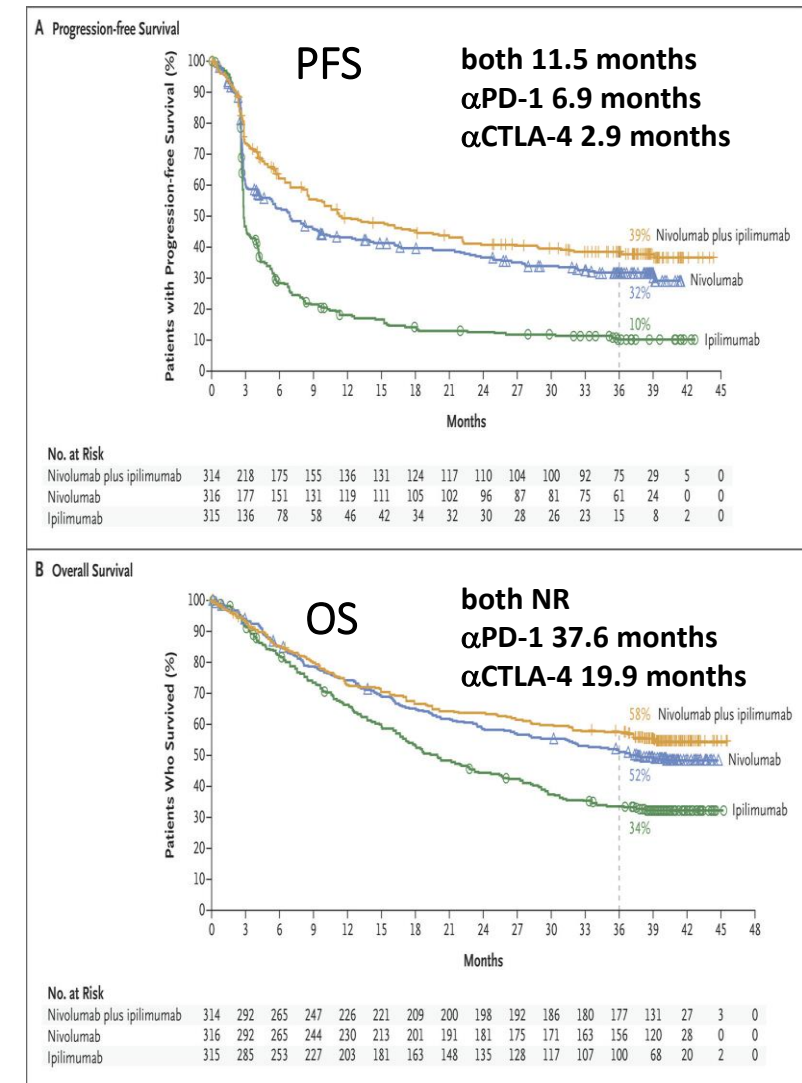 A Progression-free Survival
PFS
both 11.5 months
αPD-1 6.9 months
αCTLA-4 2.9 months
Patients with Progression-free Survival (%)
100
90
80
70
60
50
40
30
20
10
0
39% Nivolumab plus ipilimumab
Nivolumab
32%
10%
Ipilimumab
0 3 6 9 12 15 18 21 24 27 30 33 36 39 42 45
Months
No. at Risk
Nivolumab plus ipilimumab 314 218 175 155 136 131 124 117 110 104 100 92 75 29 5 0
Nivolumab 316 177 151 131 119 111 105 102 96 87 81 75 61 24 0 0
Ipilimumab 315 136 78 58 46 42 34 32 30 28 26 23 15 8 2 0
B Overall Survival
OS
both NR
αPD-1 37.6 months
αCTLA-4 19.9 months
Patients Who Survived (%)
100
90
80
70
60
50
40
30
20
10
0
58% Nivolumab plus ipilimumab
Nivolumab
52%
Ipilimumab
34%
0 3 6 9 12 15 18 21 24 27 30 33 36 39 42 45 48
Months
No. at Risk
Nivolumab plus ipilimumab 314 292 265 247 226 221 209 200 198 192 186 180 177 131 27 3 0
Nivolumab 316 292 265 244 230 213 201 191 181 175 171 163 156 120 28 0 0
Ipilimumab 315 285 253 227 203 181 163 148 135 128 117 107 100 68 20 2 0